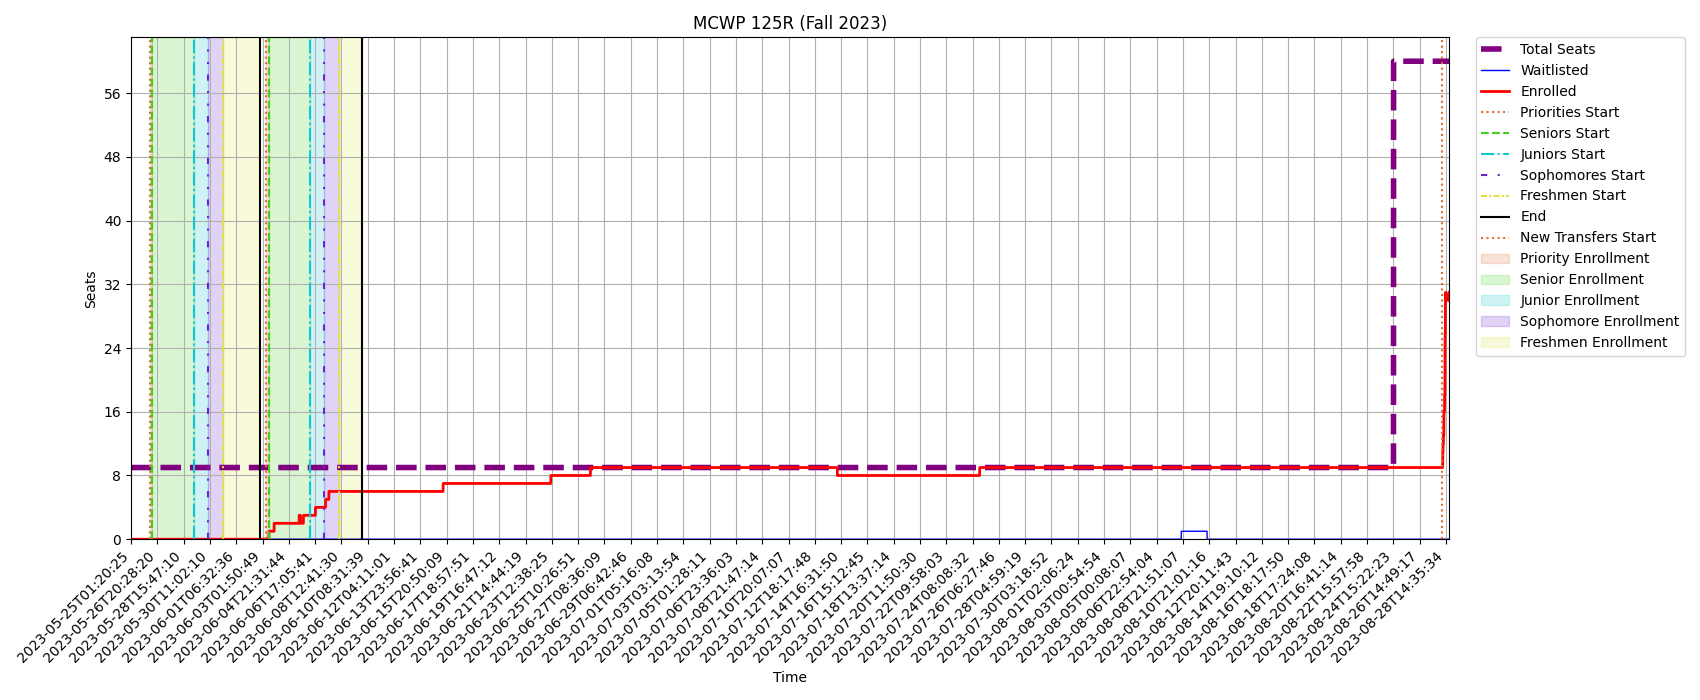 MCWP 125R (Fall 2023)
Seats
56
48
40
32
24
16
8
0
2023-05-25T01:20:25
2023-05-26T20:28:20
2023-05-28T15:47:10
2023-05-30T11:02:10
2023-06-01T06:32:36
2023-06-03T01:50:49
2023-06-04T21:31:44
2023-06-06T17:05:41
2023-06-08T12:41:30
2023-06-10T08:31:39
2023-06-12T04:11:01
2023-06-13T23:56:41
2023-06-15T20:50:09
2023-06-17T18:57:51
2023-06-19T16:47:12
2023-06-21T14:44:19
2023-06-23T12:38:25
2023-06-25T10:26:51
2023-06-27T08:36:09
2023-06-29T06:42:46
2023-07-01T05:16:08
2023-07-03T03:13:54
2023-07-05T01:28:11
2023-07-06T23:36:03
2023-07-08T21:47:14
2023-07-10T20:07:07
2023-07-12T18:17:48
2023-07-14T16:31:50
2023-07-16T15:12:45
2023-07-18T13:37:14
2023-07-20T11:50:30
2023-07-22T09:58:03
2023-07-24T08:08:32
2023-07-26T06:27:46
2023-07-28T04:59:19
2023-07-30T03:18:52
2023-08-01T02:06:24
2023-08-03T00:54:54
2023-08-05T00:08:07
2023-08-06T22:54:04
2023-08-08T21:51:07
2023-08-10T21:01:16
2023-08-12T20:11:43
2023-08-14T19:10:12
2023-08-16T18:17:50
2023-08-18T17:24:08
2023-08-20T16:41:14
2023-08-22T15:57:58
2023-08-24T15:22:23
2023-08-26T14:49:17
2023-08-28T14:35:34
Time
Total Seats
Waitlisted
Enrolled
Priorities Start
Seniors Start
Juniors Start
Sophomores Start
Freshmen Start
End
New Transfers Start
Priority Enrollment
Senior Enrollment
Junior Enrollment
Sophomore Enrollment
Freshmen Enrollment